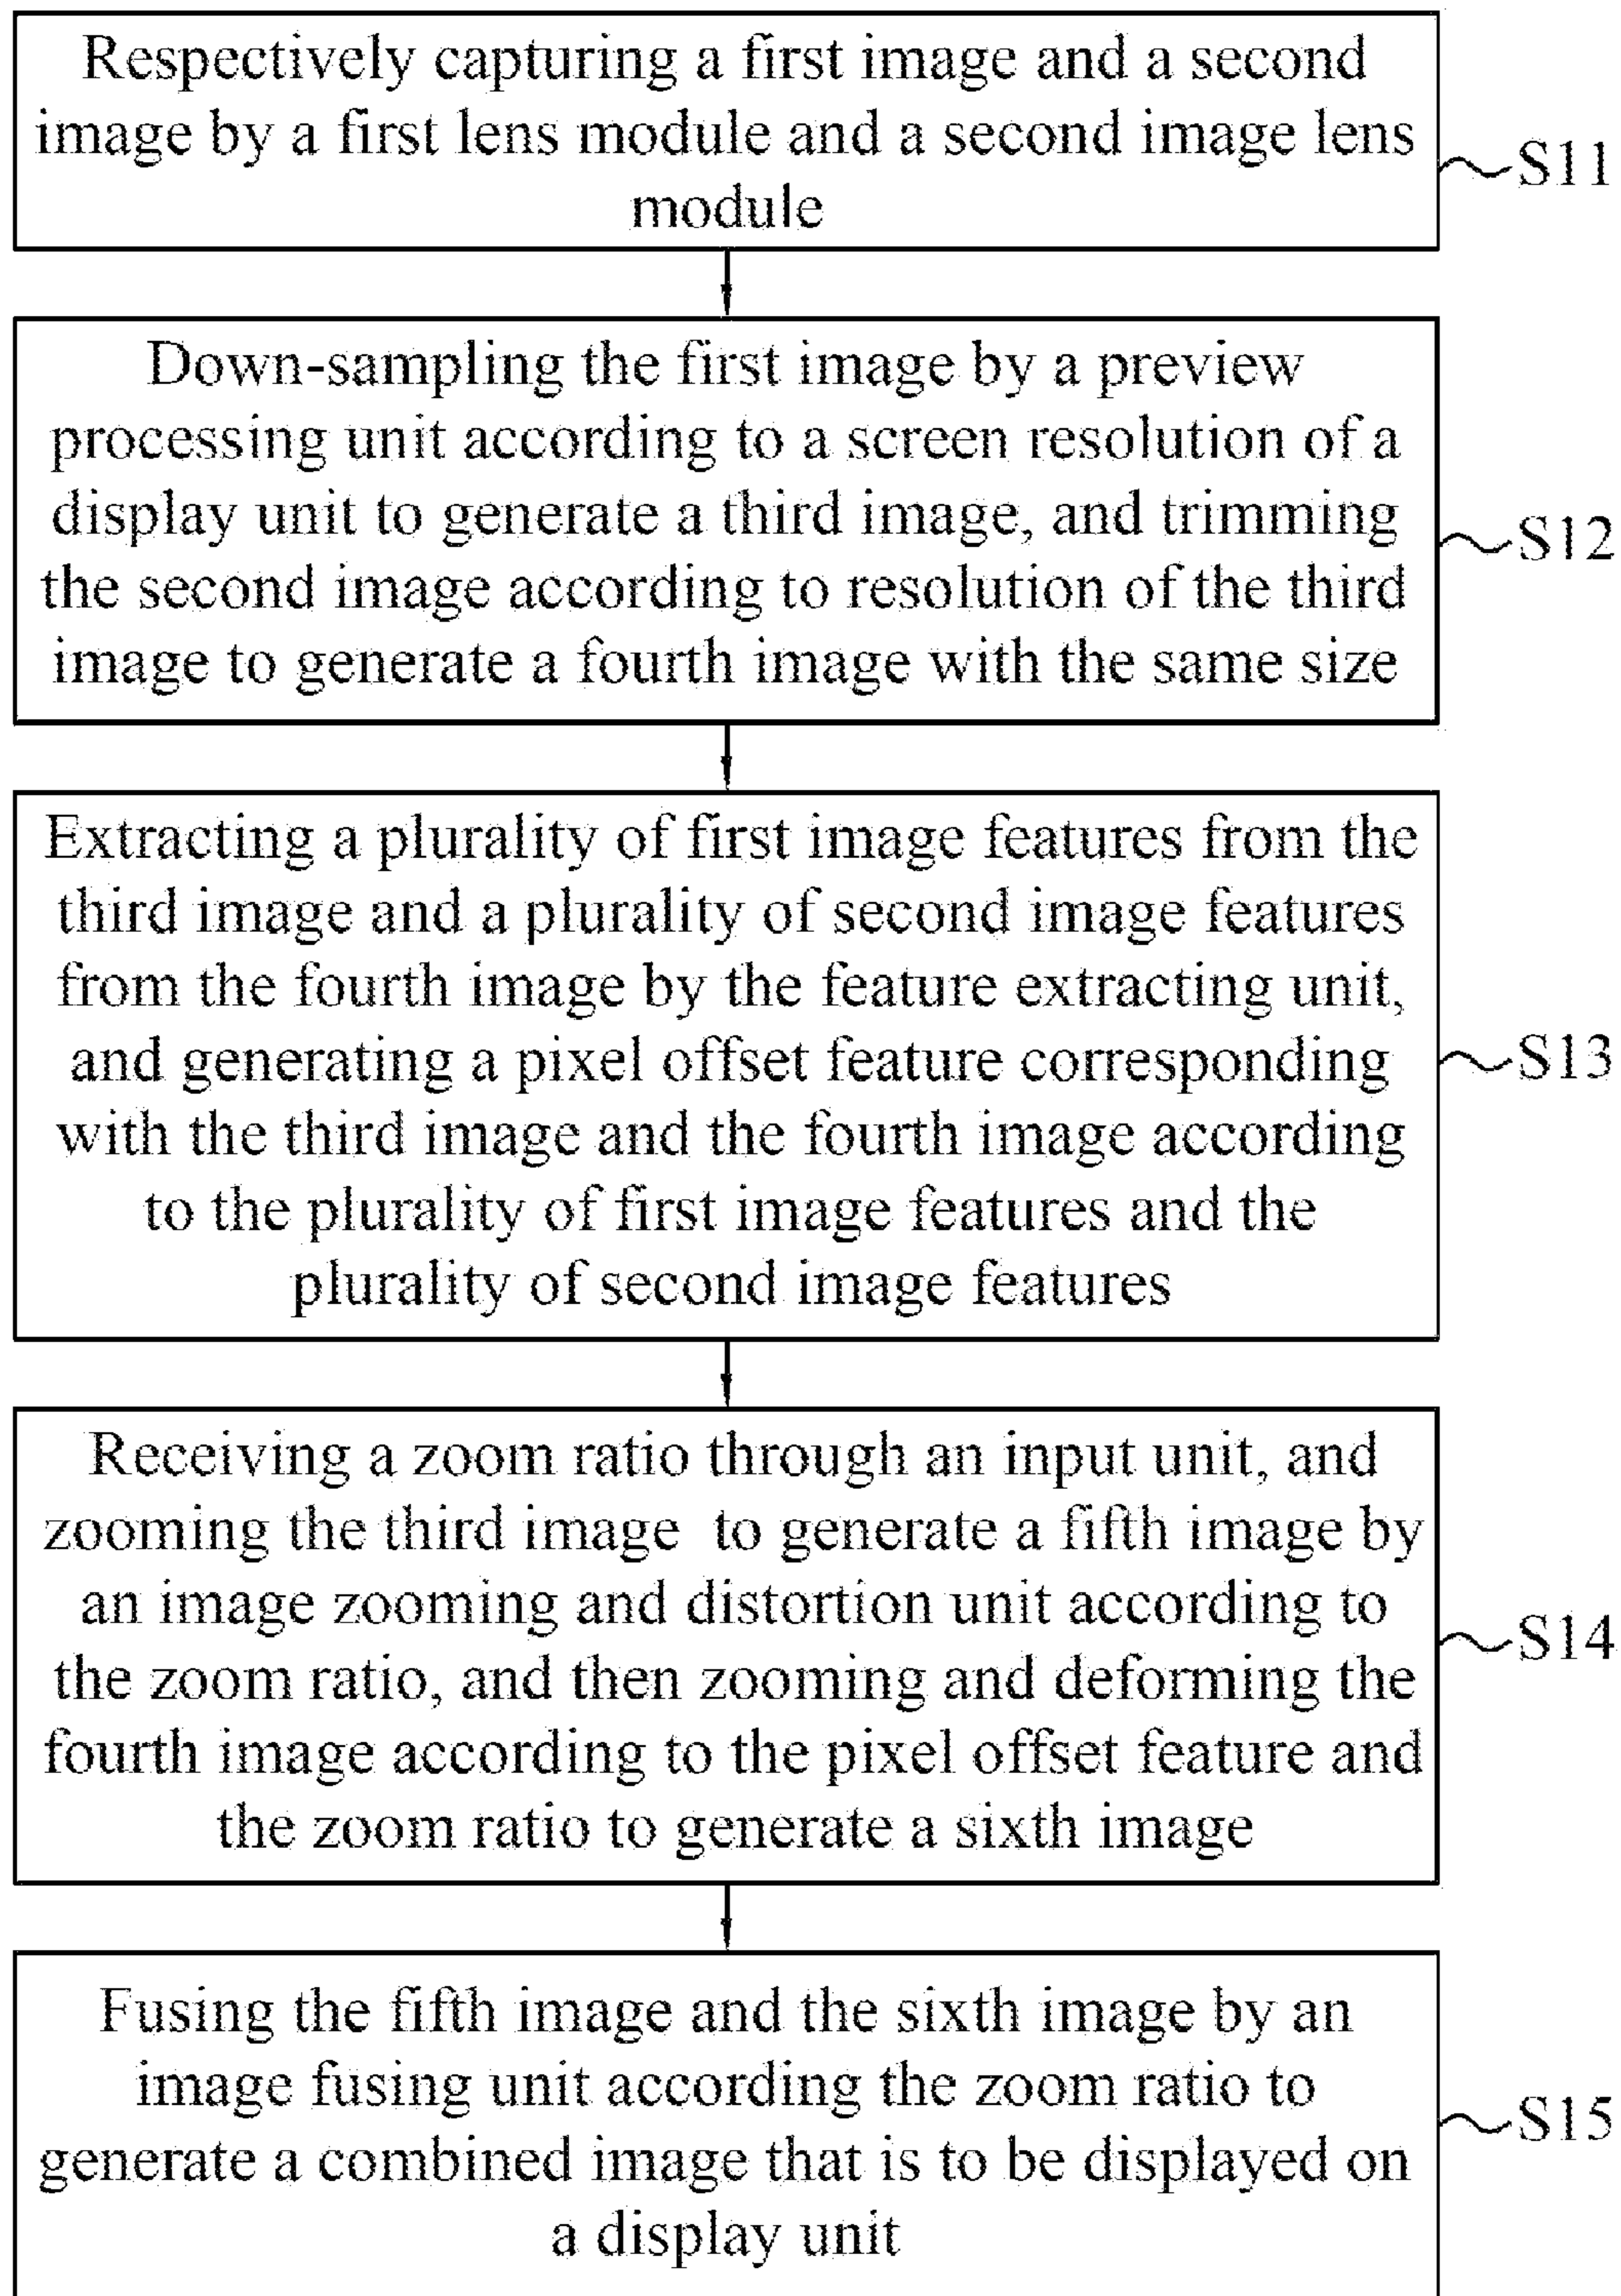 Respectively capturing a first image and a second
image by a first lens module and a second image lens
module
S11
Down-sampling the first image by a preview
processing unit according to a screen resolution of a
display unit to generate a third image, and trimming
the second image according to resolution of the third
image to generate a fourth image with the same size
S12
Extracting a plurality of first image features from the
third image and a plurality of second image features
from the fourth image by the feature extracting unit,
and generating a pixel offset feature corresponding
with the third image and the fourth image according
to the plurality of first image features and the
plurality of second image features
S13
Receiving a zoom ratio through an input unit, and
zooming the third image to generate a fifth image by
an image zooming and distortion unit according to
the zoom ratio, and then zooming and deforming the
fourth image according to the pixel offset feature and
the zoom ratio to generate a sixth image
S14
Fusing the fifth image and the sixth image by an
image fusing unit according the zoom ratio to
generate a combined image that is to be displayed on
a display unit
S15